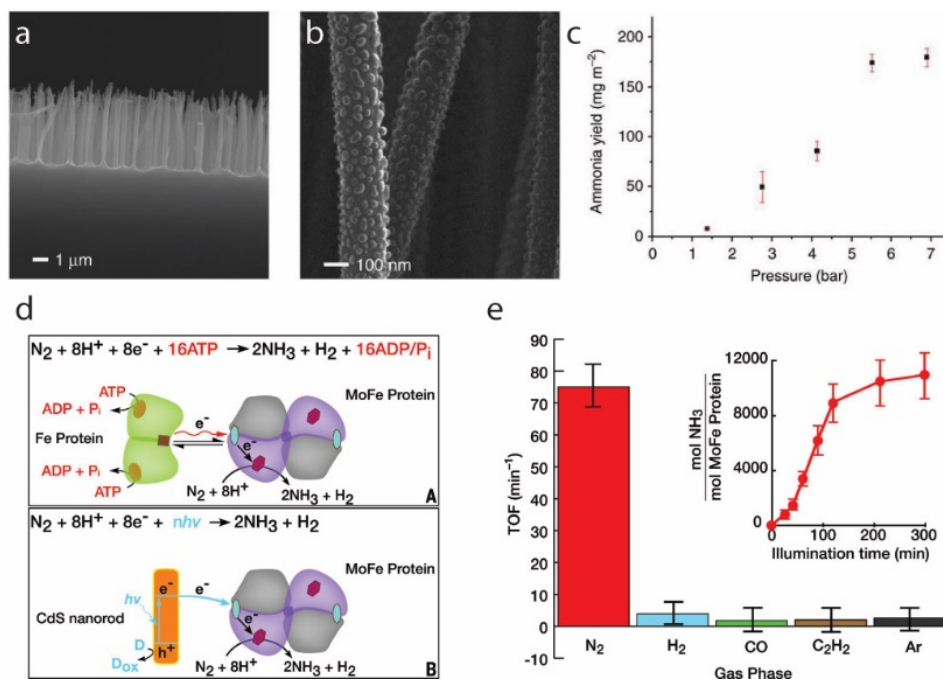 a
1 μm
b
100 nm
c
Ammonia yield (mg m⁻²)
200
150
100
50
0
0 1 2 3 4 5 6 7
Pressure (bar)
d
N₂ + 8H⁺ + 8e⁻ + 16ATP → 2NH₃ + H₂ + 16ADP/Pᵢ
MoFe Protein
ATP
ADP + Pᵢ
e⁻
Fe Protein
e⁻
ADP + Pᵢ
ATP
N₂ + 8H⁺
2NH₃ + H₂
A
N₂ + 8H⁺ + 8e⁻ + nhv → 2NH₃ + H₂
MoFe Protein
e⁻
e⁻
hv
CdS nanorod
e⁻
D
h⁺
Dox
N₂ + 8H⁺
2NH₃ + H₂
B
e
TOF (min⁻¹)
90
80
70
60
50
40
30
20
10
0
-10
N₂ H₂ CO C₂H₂ Ar
Gas Phase
mol NH₃
mol MoFe Protein
12000
8000
4000
0
0 100 200 300
Illumination time (min)